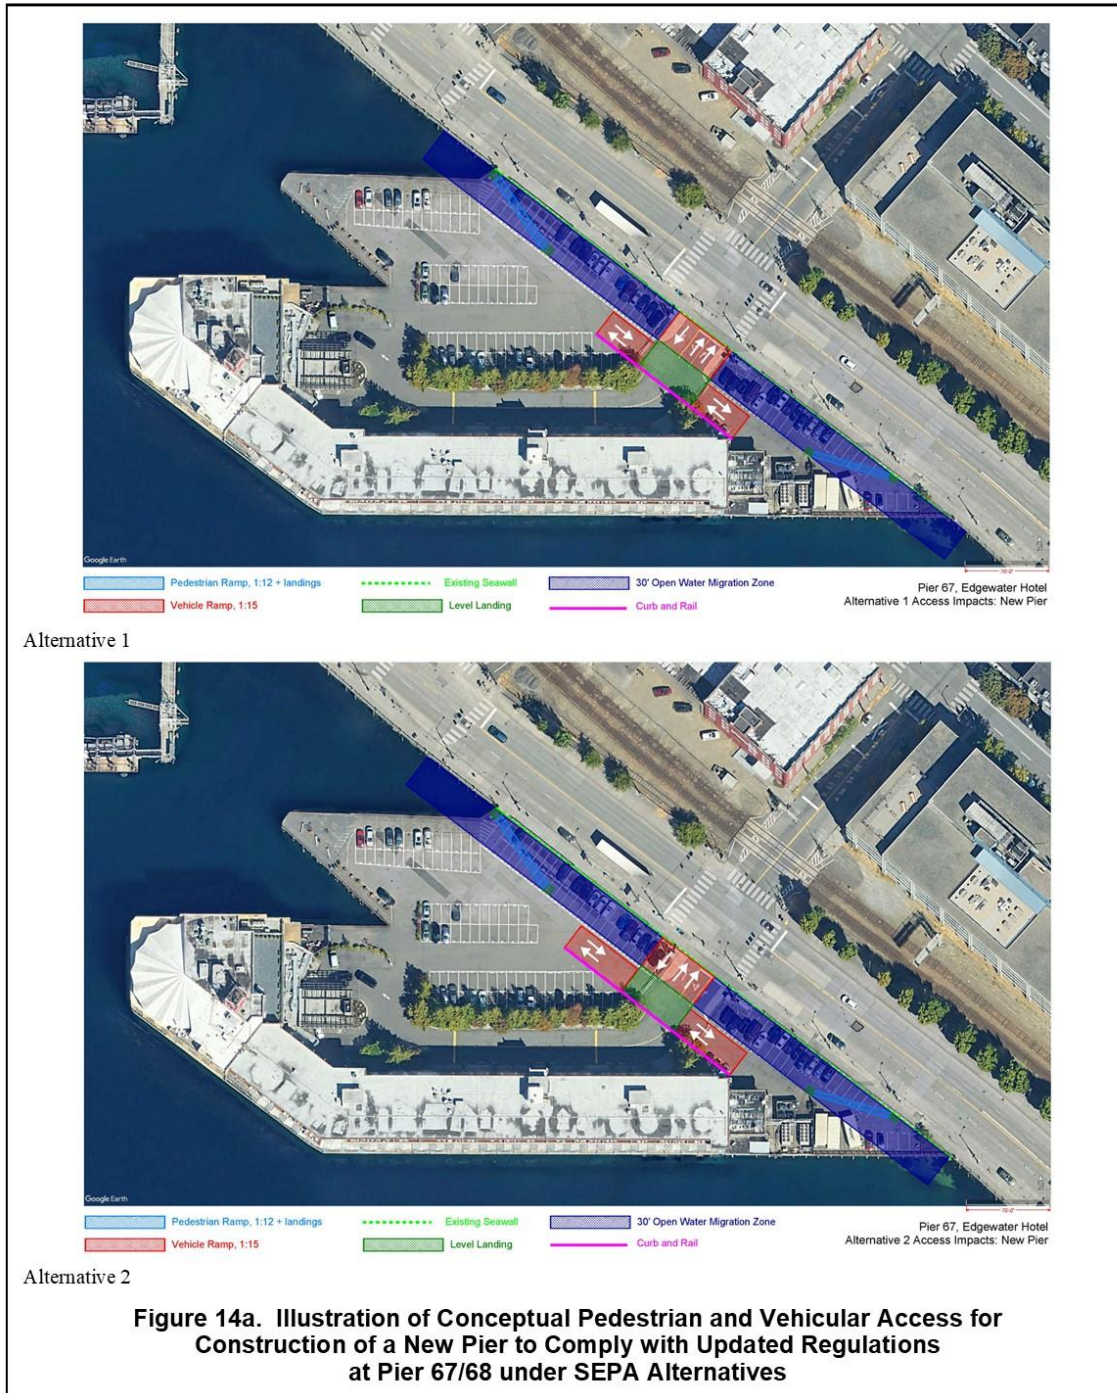 Google Earth
70'-0"
Pedestrian Ramp, 1:12 + landings
Existing Seawall
30' Open Water Migration Zone
Pier 67, Edgewater Hotel
Vehicle Ramp, 1:15
Level Landing
Curb and Rail
Alternative 1 Access Impacts: New Pier
Alternative 1
Google Earth
70'-0"
Pedestrian Ramp, 1:12 + landings
Existing Seawall
30' Open Water Migration Zone
Pier 67, Edgewater Hotel
Vehicle Ramp, 1:15
Level Landing
Curb and Rail
Alternative 2 Access Impacts: New Pier
Alternative 2
Figure 14a. Illustration of Conceptual Pedestrian and Vehicular Access for
Construction of a New Pier to Comply with Updated Regulations
at Pier 67/68 under SEPA Alternatives